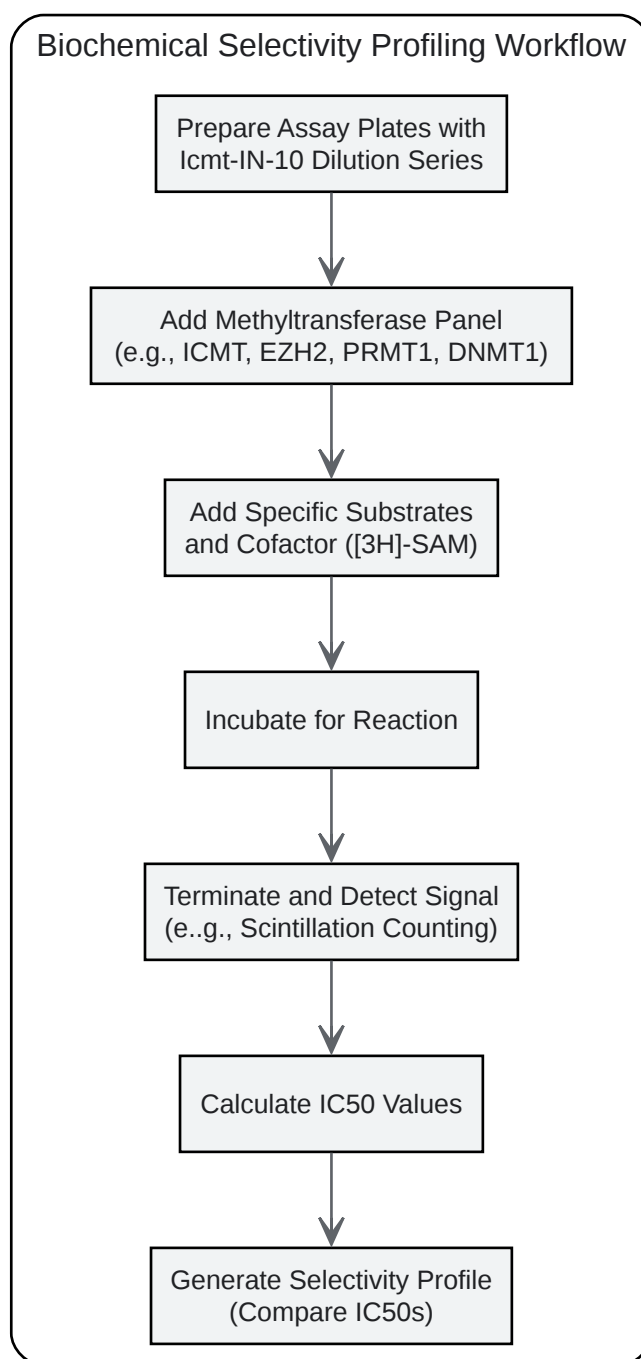 Biochemical Selectivity Profiling Workflow
Prepare Assay Plates with
Icmt-IN-10 Dilution Series
Add Methyltransferase Panel
(e.g., ICMT, EZH2, PRMT1, DNMT1)
Add Specific Substrates
and Cofactor ([3H]-SAM)
Incubate for Reaction
Terminate and Detect Signal
(e..g., Scintillation Counting)
Calculate IC50 Values
Generate Selectivity Profile
(Compare IC50s)